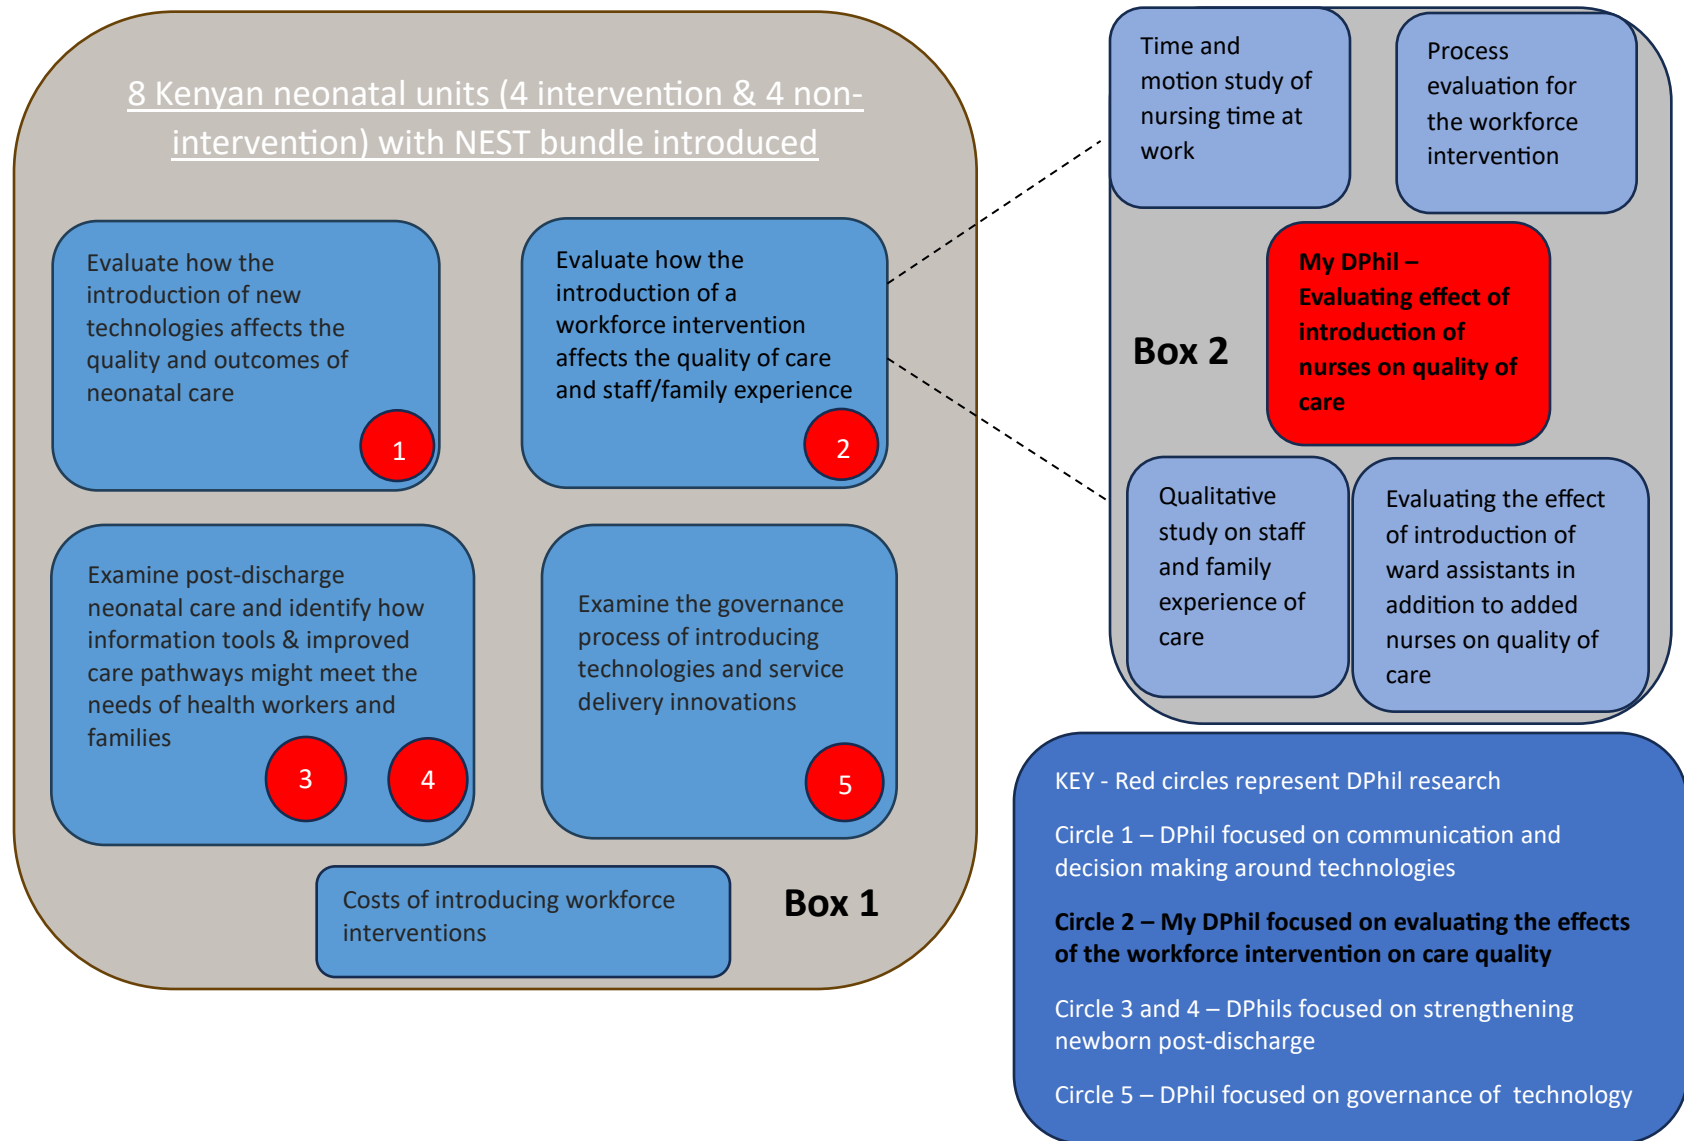 8 Kenyan neonatal units (4 intervention & 4 non-
intervention) with NEST bundle introduced
Evaluate how the
introduction of new
technologies affects the
quality and outcomes of
neonatal care
1
Evaluate how the
introduction of a
workforce intervention
affects the quality of care
and staff/family experience
2
Examine post-discharge
neonatal care and identify how
information tools & improved
care pathways might meet the
needs of health workers and
families
3
4
Examine the governance
process of introducing
technologies and service
delivery innovations
5
Costs of introducing workforce
interventions
Box 1
Time and
motion study of
nursing time at
work
Process
evaluation for
the workforce
intervention
Box 2
My DPhil –
Evaluating effect of
introduction of
nurses on quality of
care
Qualitative
study on staff
and family
experience of
care
Evaluating the effect
of introduction of
ward assistants in
addition to added
nurses on quality of
care
KEY - Red circles represent DPhil research
Circle 1 – DPhil focused on communication and
decision making around technologies
Circle 2 – My DPhil focused on evaluating the effects
of the workforce intervention on care quality
Circle 3 and 4 – DPhils focused on strengthening
newborn post-discharge
Circle 5 – DPhil focused on governance of  technology